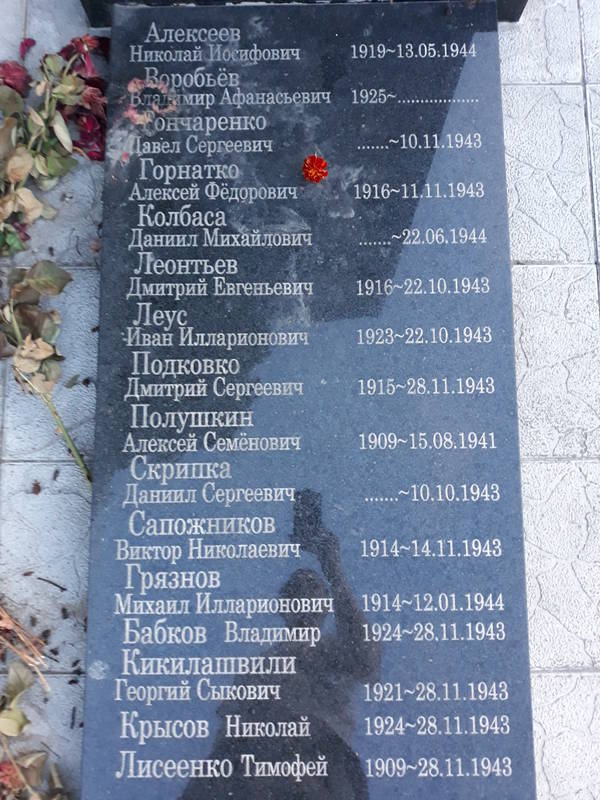 Алексеев
Николай Иосифович 1919~13.05.1944
Воробьёв
Владимир Афанасьевич 1925~..................
Гончаренко
Павел Сергеевич .......~10.11.1943
Горнатко
Алексей Фёдорович 1916~11.11.1943
Колбаса
Даниил Михайлович .......~22.06.1944
Леонтьев
Дмитрий Евгеньевич 1916~22.10.1943
Леус
Иван Илларионович 1923~22.10.1943
Подковко
Дмитрий Сергеевич 1915~28.11.1943
Полушкин
Алексей Семёнович 1909~15.08.1941
Скрипка
Даниил Сергеевич .......~10.10.1943
Сапожников
Виктор Николаевич 1914~14.11.1943
Грязнов
Михаил Илларионович 1914~12.01.1944
Бабков Владимир 1924~28.11.1943
Кикилашвили
Георгий Сыкович 1921~28.11.1943
Крысов Николай 1924~28.11.1943
Лисеенко Тимофей 1909~28.11.1943